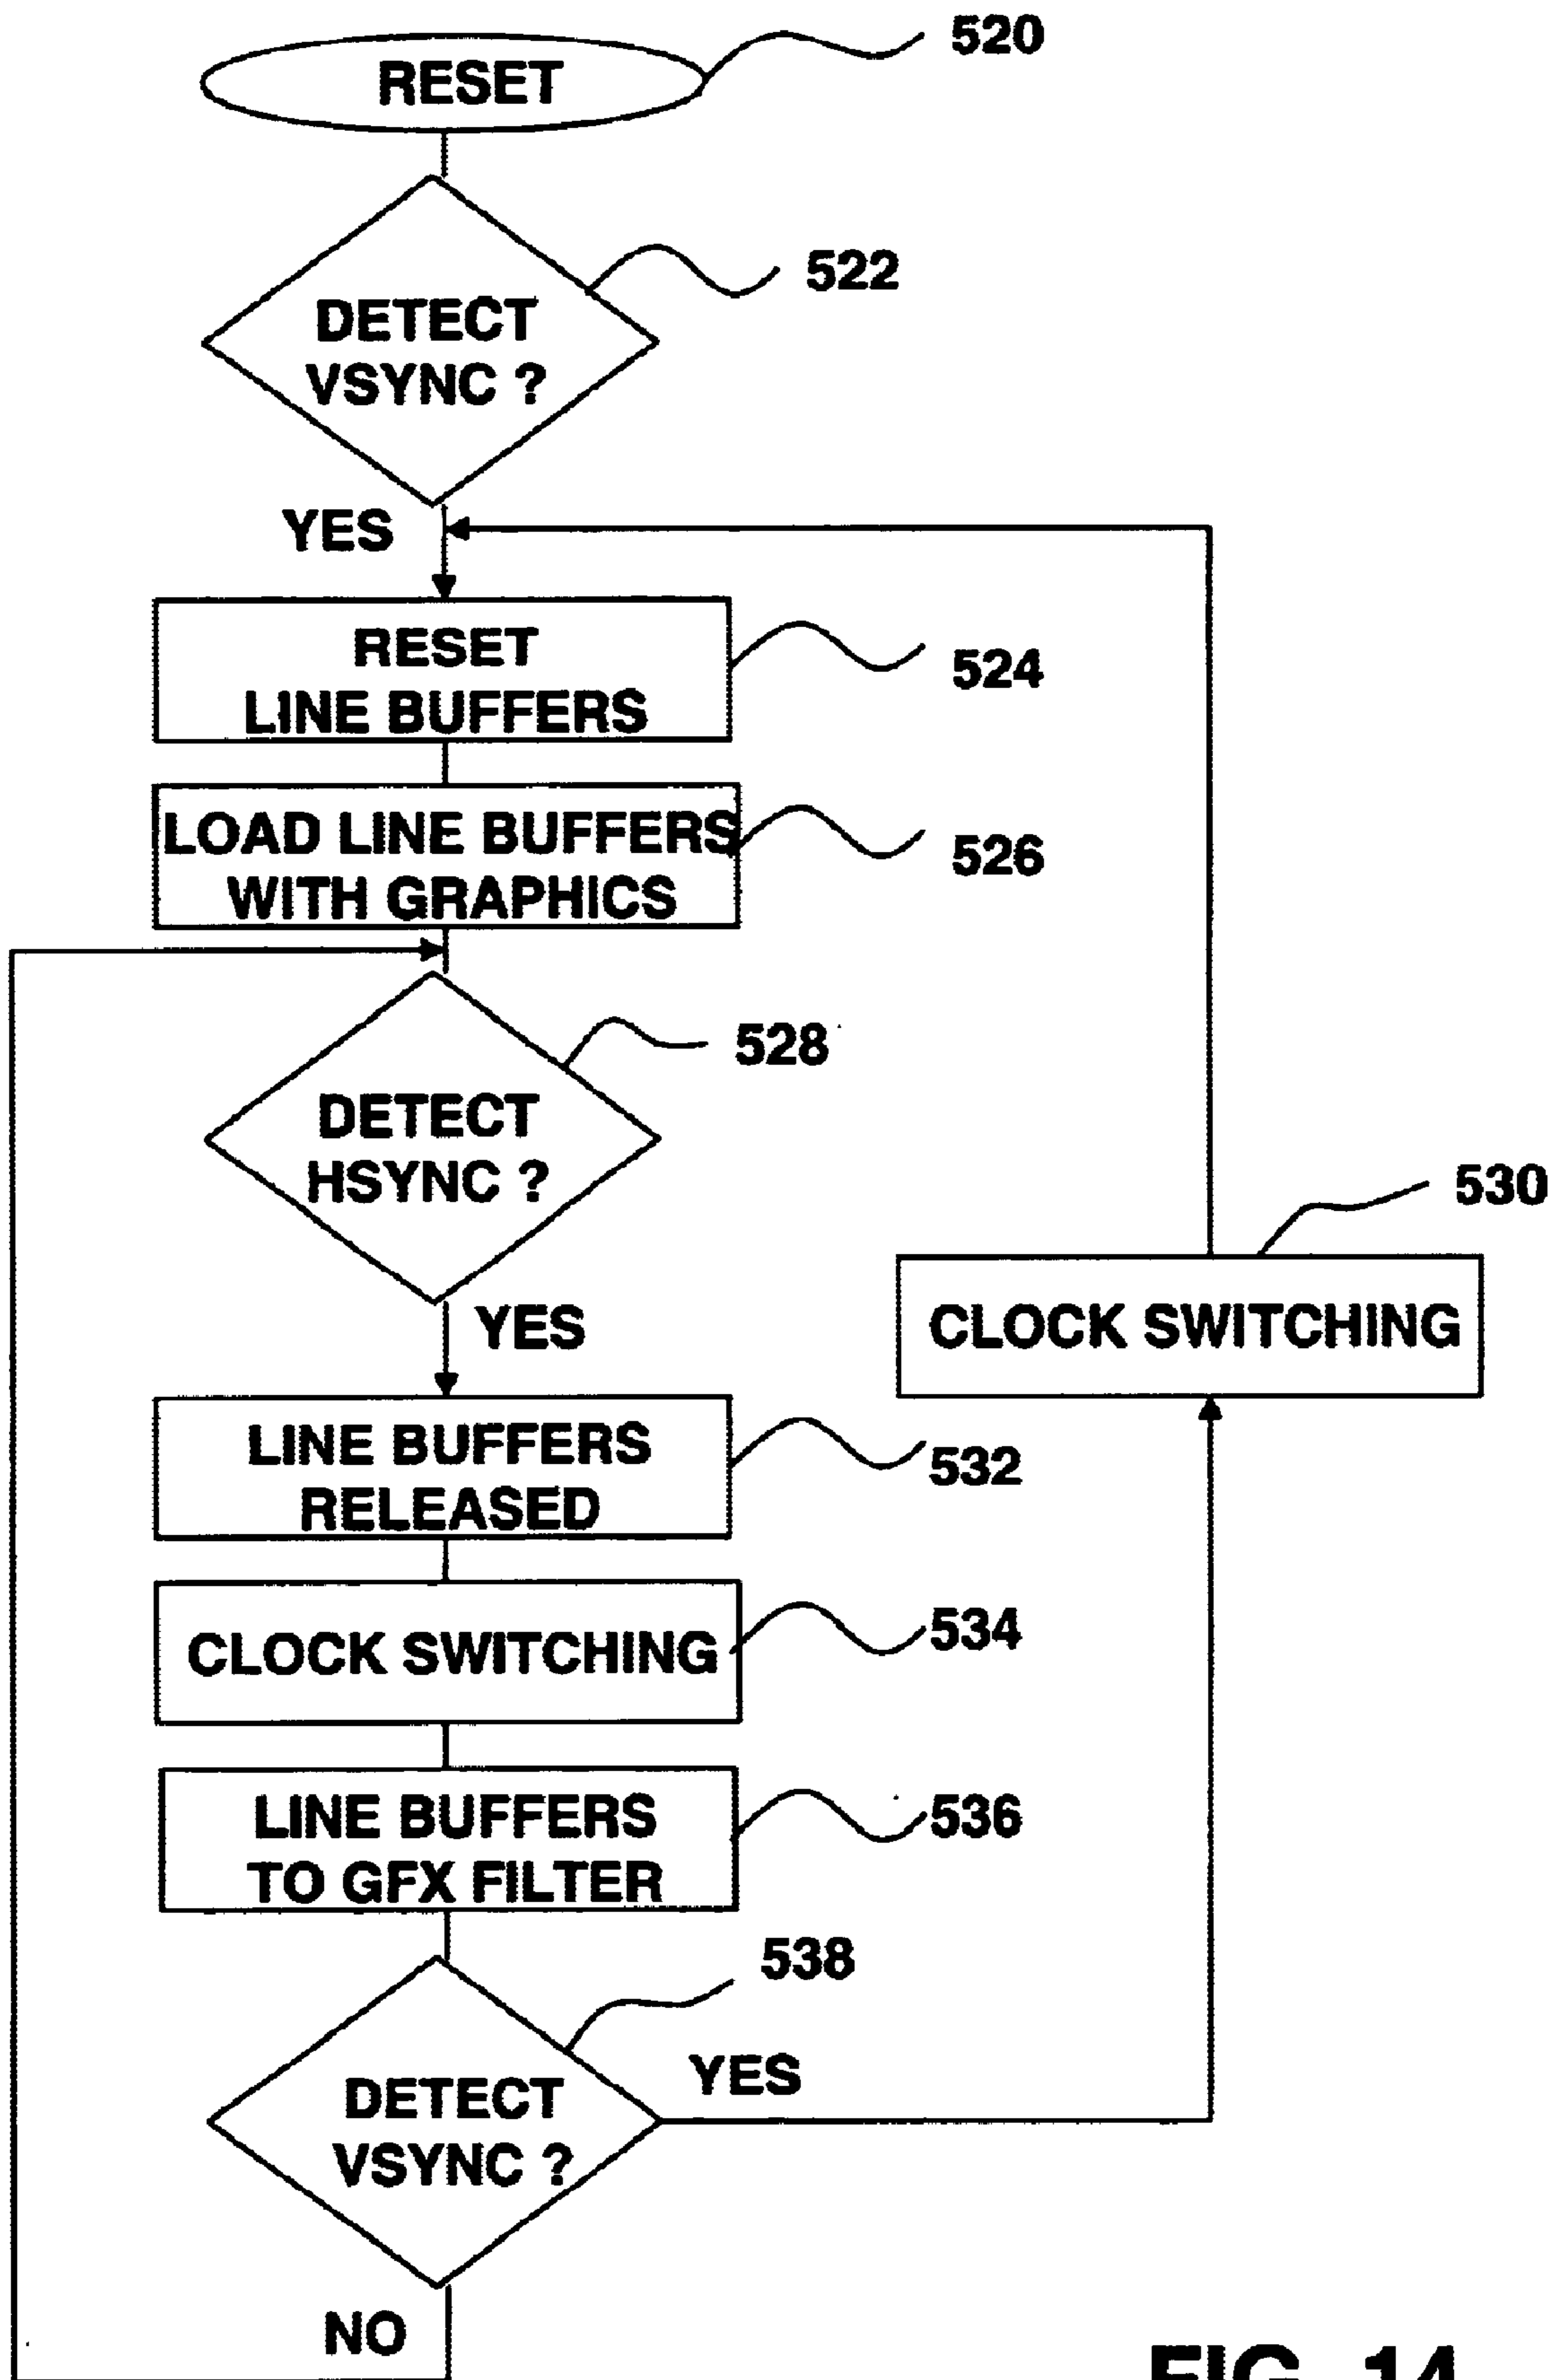 RESET
520
DETECT
VSYNC ?
522
YES
RESET
LINE BUFFERS
524
LOAD LINE BUFFERS
WITH GRAPHICS
526
DETECT
HSYNC ?
528
YES
530
CLOCK SWITCHING
LINE BUFFERS
RELEASED
532
CLOCK SWITCHING
534
LINE BUFFERS
TO GFX FILTER
536
538
DETECT
VSYNC ?
YES
NO
FIG. 14